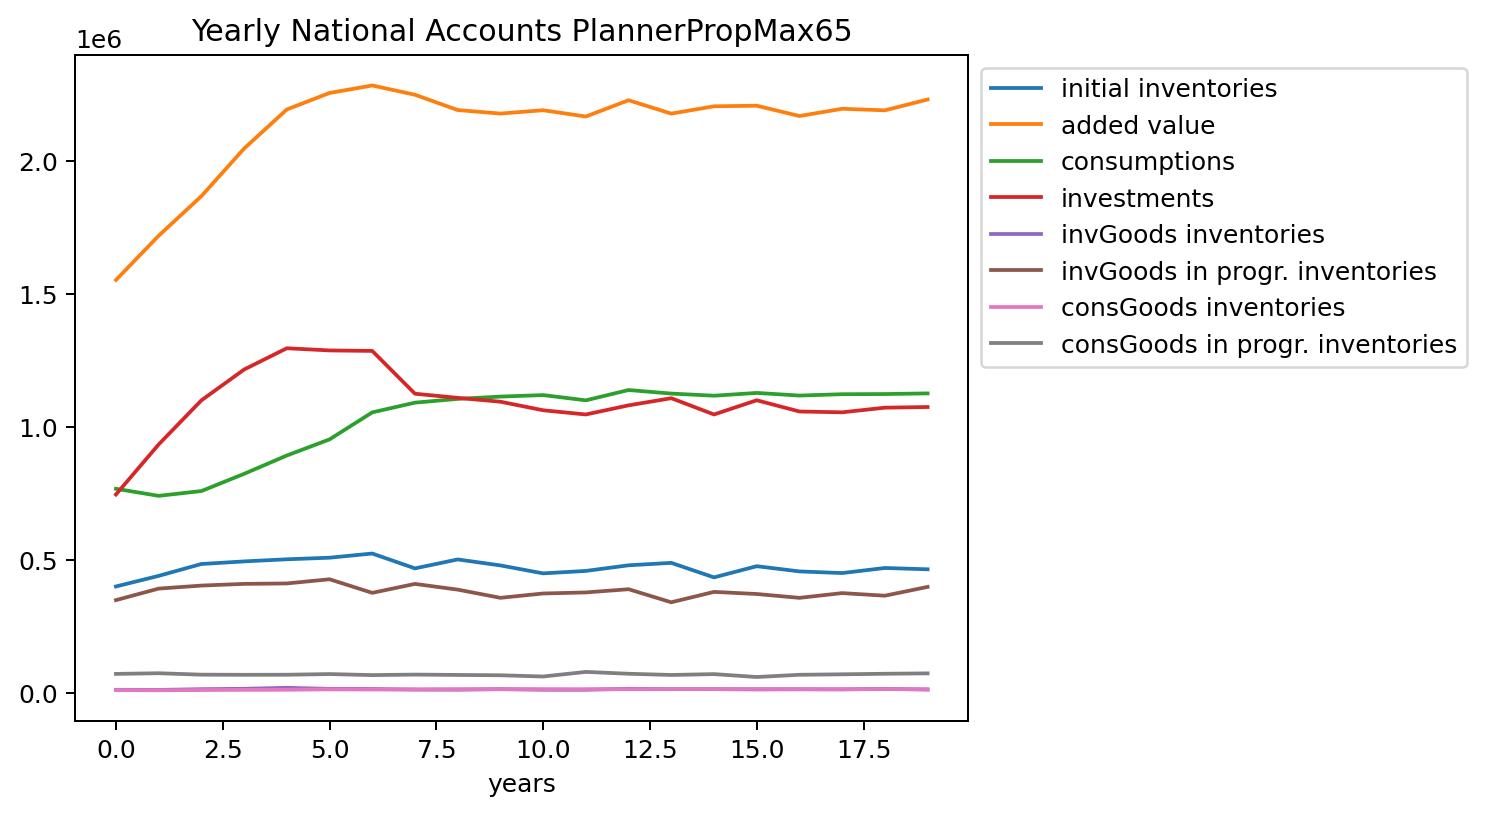 Yearly National Accounts PlannerPropMax65
1e6
2.0
1.5
1.0
0.5
0.0
0.0 2.5 5.0 7.5 10.0 12.5 15.0 17.5
years
initial inventories
added value
consumptions
investments
invGoods inventories
invGoods in progr. inventories
consGoods inventories
consGoods in progr. inventories